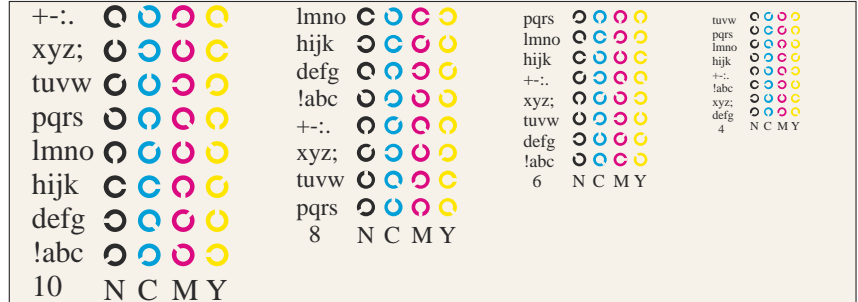 +-:.
xyz;
tuvw
pqrs
lmno
hijk
defg
!abc
10 N C M Y
lmno
hijk
defg
!abc
+-:.
xyz;
tuvw
pqrs
8 N C M Y
pqrs
lmno
hijk
+-:.
xyz;
tuvw
defg
!abc
6 N C M Y
tuvw
pqrs
lmno
hijk
+-:.
!abc
xyz;
defg
4 N C M Y